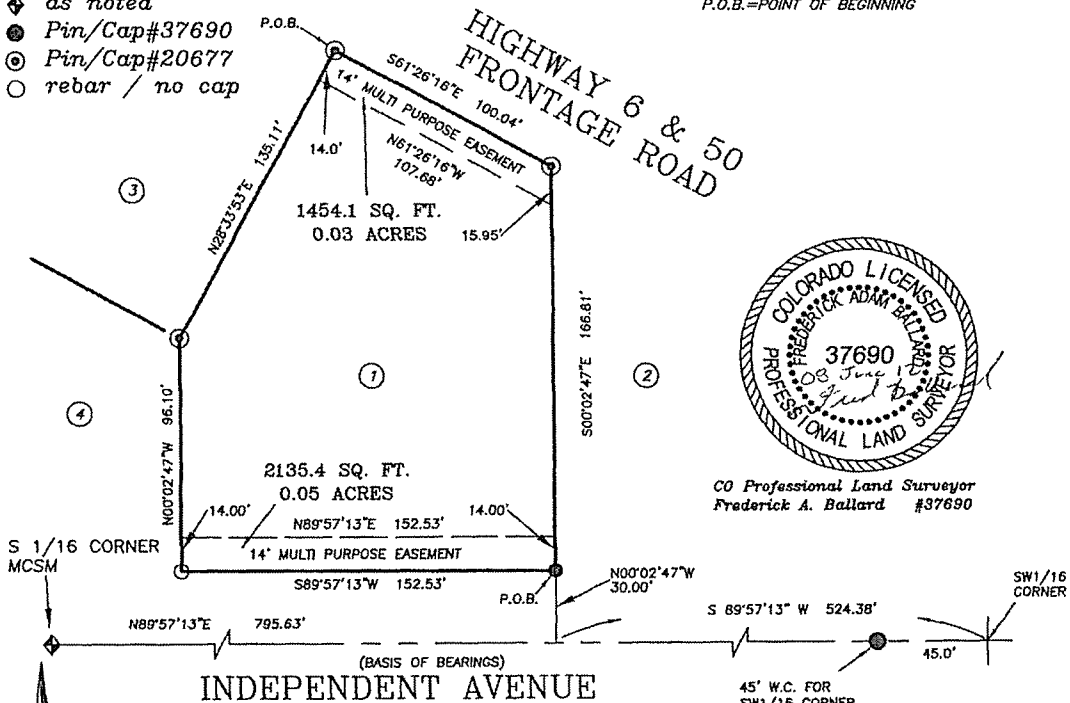 as noted
Pin/Cap#37690
Pin/Cap#20677
rebar / no cap
P.O.B.=POINT OF BEGINNING
P.O.B.
HIGHWAY 6 & 50
FRONTAGE ROAD
S61°26'16"E 100.04'
14' MULTI PURPOSE EASEMENT
N61°26'16"W
107.68'
14.0'
N28°33'53"E 135.11'
1454.1 SQ. FT.
0.03 ACRES
15.95'
3
1
2
4
S00°02'47"E 166.81'
N00°02'47"W 96.10'
COLORADO LICENSED
FREDERICK ADAM BALLARD
37690
08 June 12
PROFESSIONAL LAND SURVEYOR
CO Professional Land Surveyor
Frederick A. Ballard #37690
2135.4 SQ. FT.
0.05 ACRES
14.00'
N89°57'13"E 152.53'
14.00'
14' MULTI PURPOSE EASEMENT
S89°57'13"W 152.53'
P.O.B.
S 1/16 CORNER
MCSM
N00°02'47"W
30.00'
SW1/16
CORNER
N89°57'13"E 795.63'
S 89°57'13" W 524.38'
45.0'
(BASIS OF BEARINGS)
INDEPENDENT AVENUE
45' W.C. FOR
SW1/16 CORNER